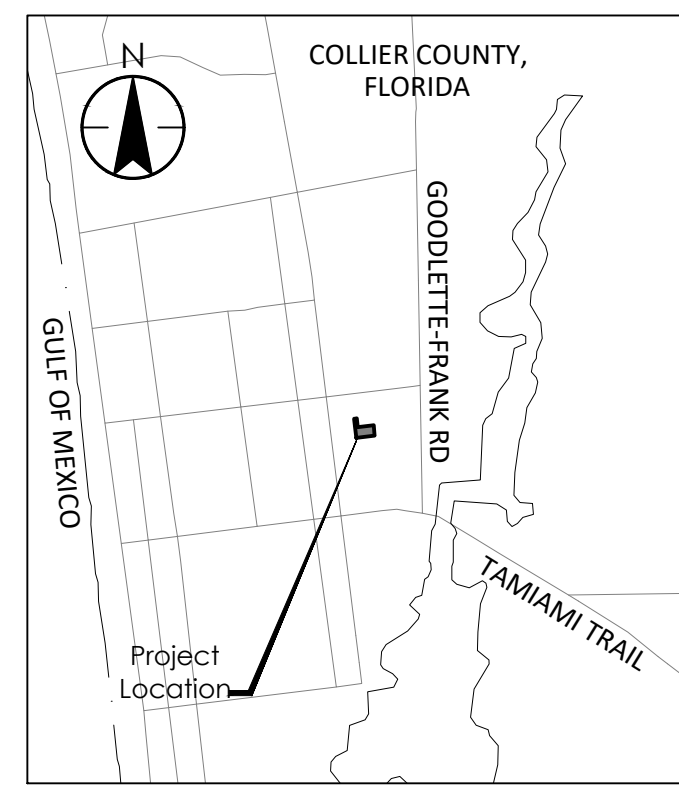 N
COLLIER COUNTY,
FLORIDA
GOODLETTE-FRANK RD
GULF OF MEXICO
TAMIAMI TRAIL
Project
Location